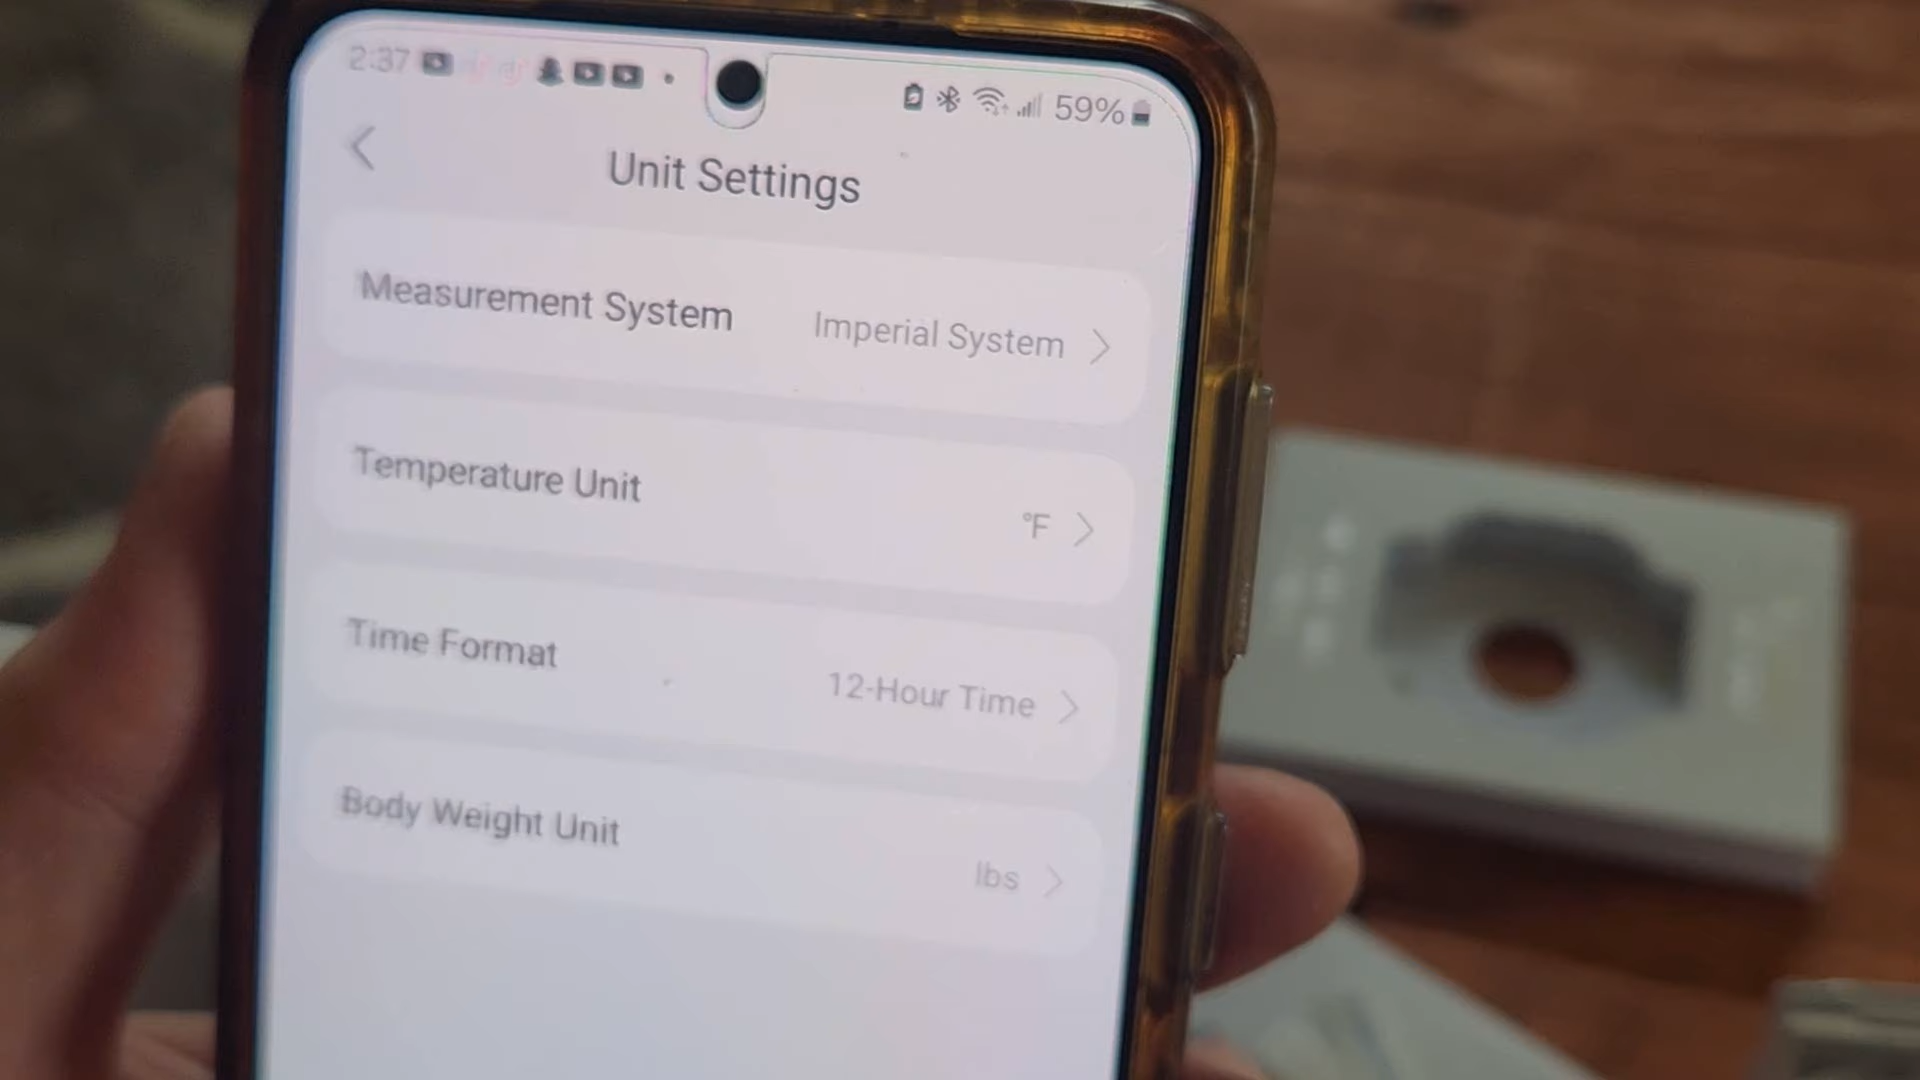 2:37 59%
Unit Settings
Measurement System Imperial System
Temperature Unit °F
Time Format 12-Hour Time
Body Weight Unit lbs